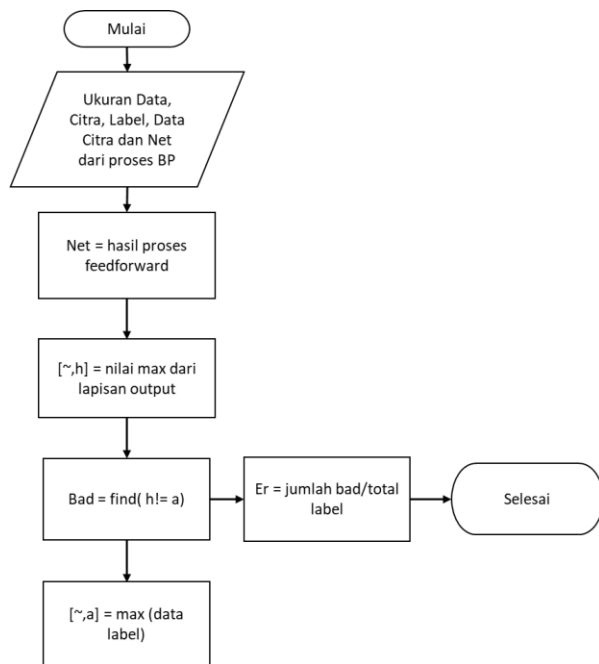 Mulai
Ukuran Data,
Citra, Label, Data
Citra dan Net
dari proses BP
Net = hasil proses
feedforward
[~,h] = nilai max dari
lapisan output
Bad = find( h!= a)
Er = jumlah bad/total
label
Selesai
[~,a] = max (data
label)